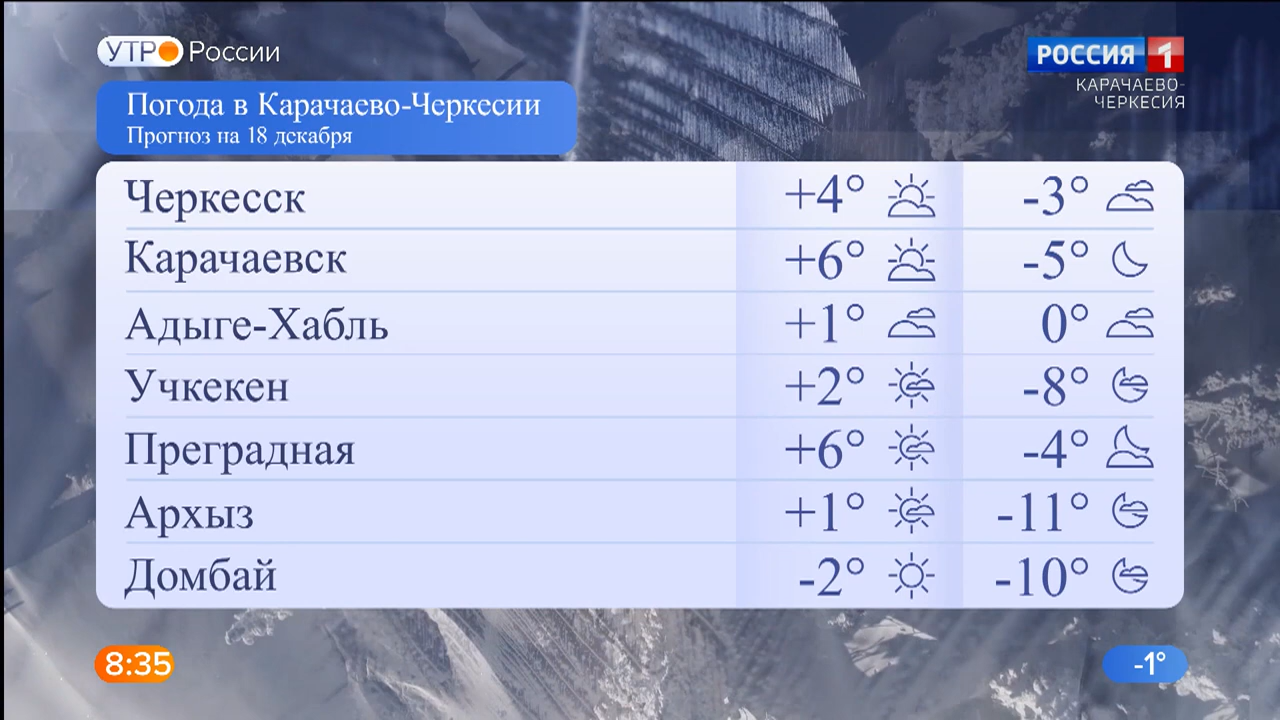 УТРО России
РОССИЯ 1
КАРАЧАЕВО-
ЧЕРКЕСИЯ
Погода в Карачаево-Черкесии
Прогноз на 18 декабря
Черкесск +4° -3°
Карачаевск +6° -5°
Адыге-Хабль +1° 0°
Учкекен +2° -8°
Преградная +6° -4°
Архыз +1° -11°
Домбай -2° -10°
8:35
-1°